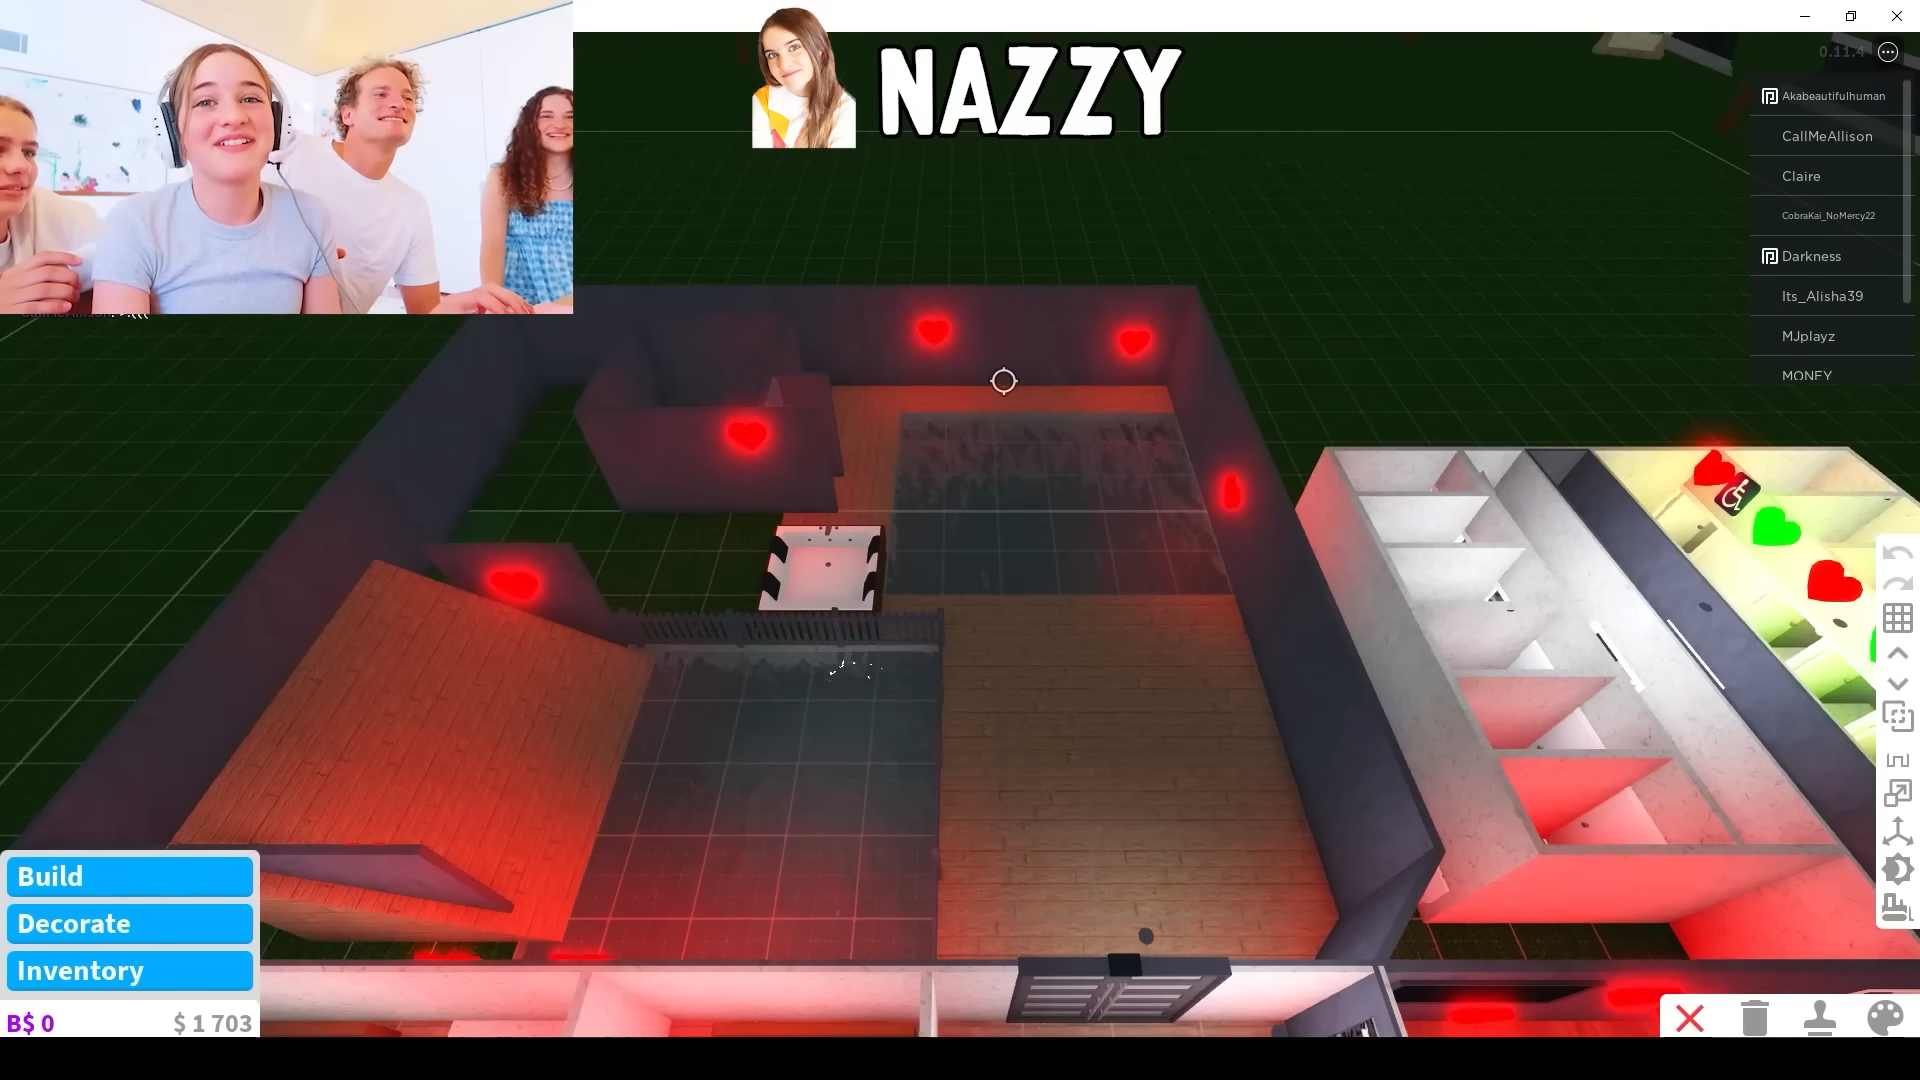 NAZZY
0.11.4
Akabeautifulhuman
CallMeAllison
Claire
CobraKai_NoMercy22
Darkness
Its_Alisha39
MJplayz
MONEY
Build
Decorate
Inventory
B$ 0
$ 1 703